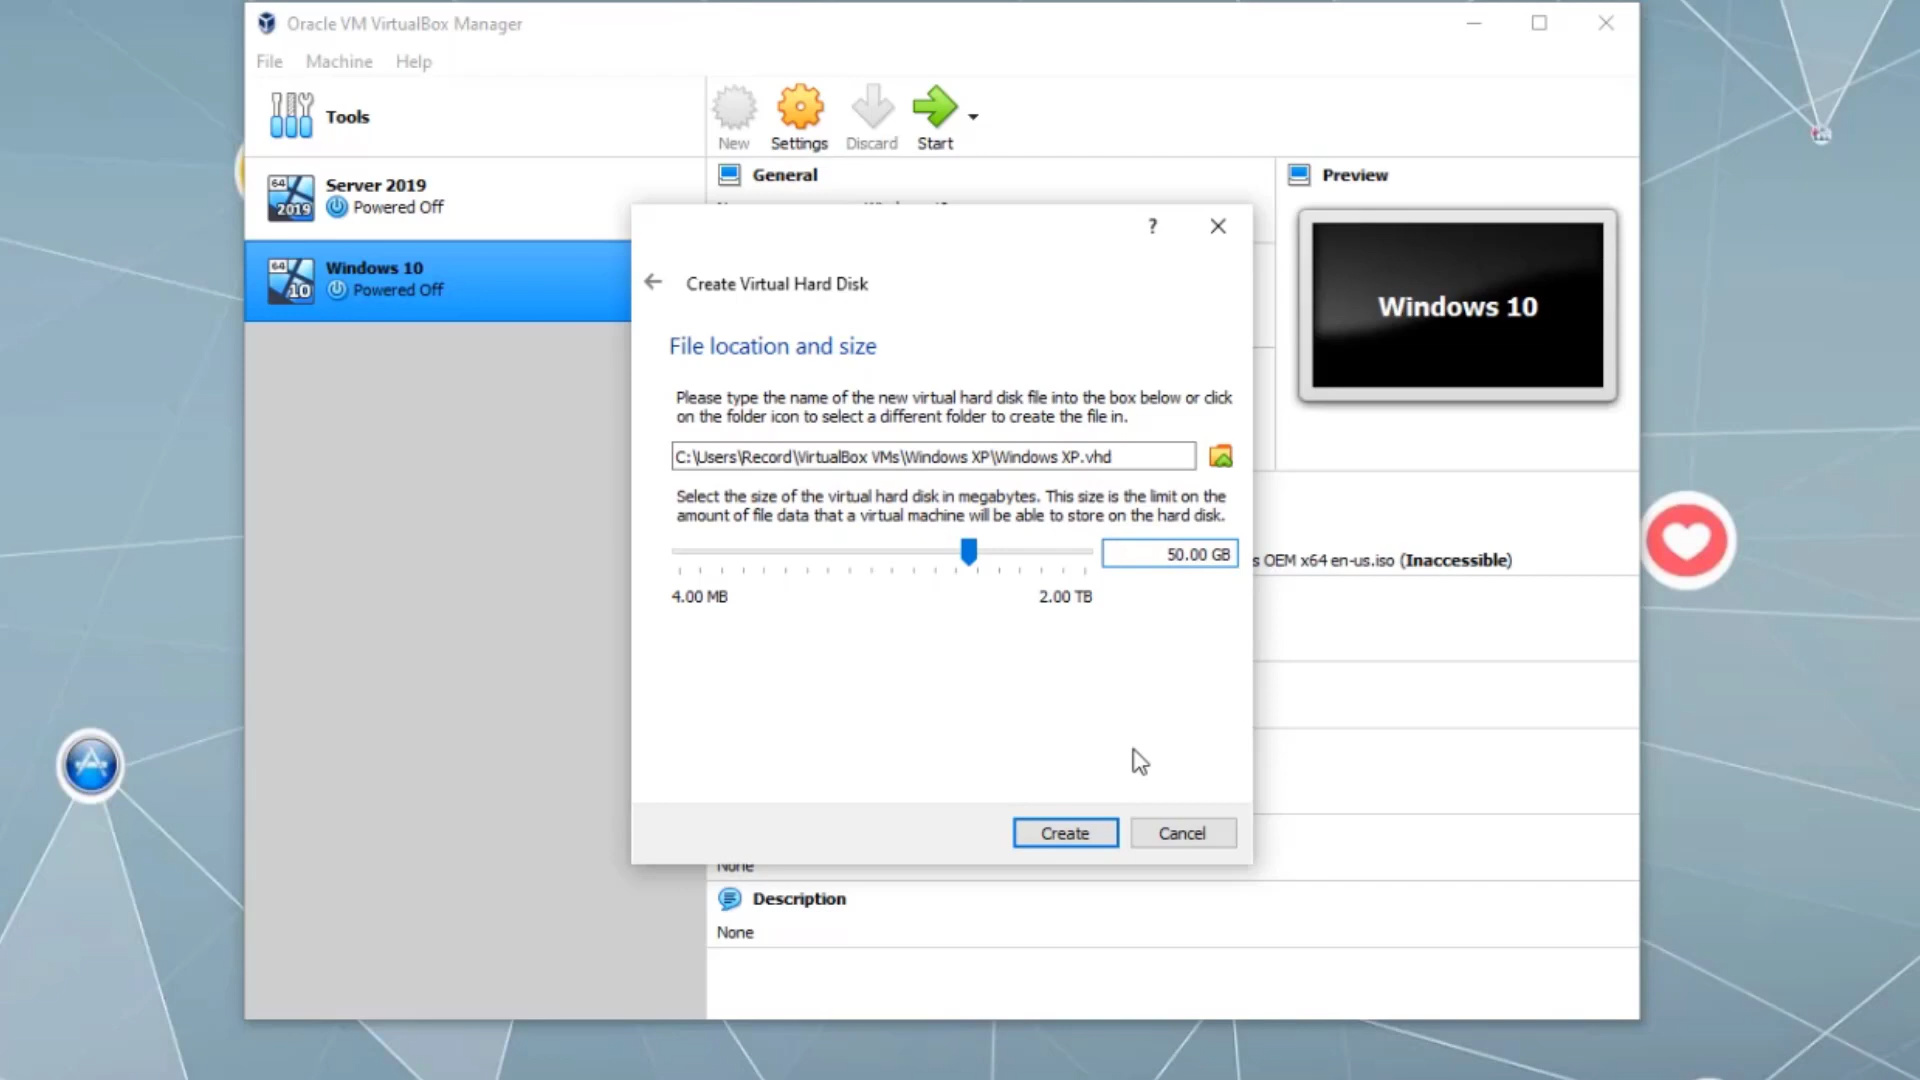 Oracle VM VirtualBox Manager
File Machine Help
Tools
New Settings Discard Start
64
2019
Server 2019
Powered Off
64
10
Windows 10
Powered Off
General
Preview
Windows 10
?
Create Virtual Hard Disk
File location and size
Please type the name of the new virtual hard disk file into the box below or click
on the folder icon to select a different folder to create the file in.
C:\Users\Record\VirtualBox VMs\Windows XP\Windows XP.vhd
Select the size of the virtual hard disk in megabytes. This size is the limit on the
amount of file data that a virtual machine will be able to store on the hard disk.
50.00 GB
4.00 MB 2.00 TB
s OEM x64 en-us.iso (Inaccessible)
Create Cancel
None
Description
None